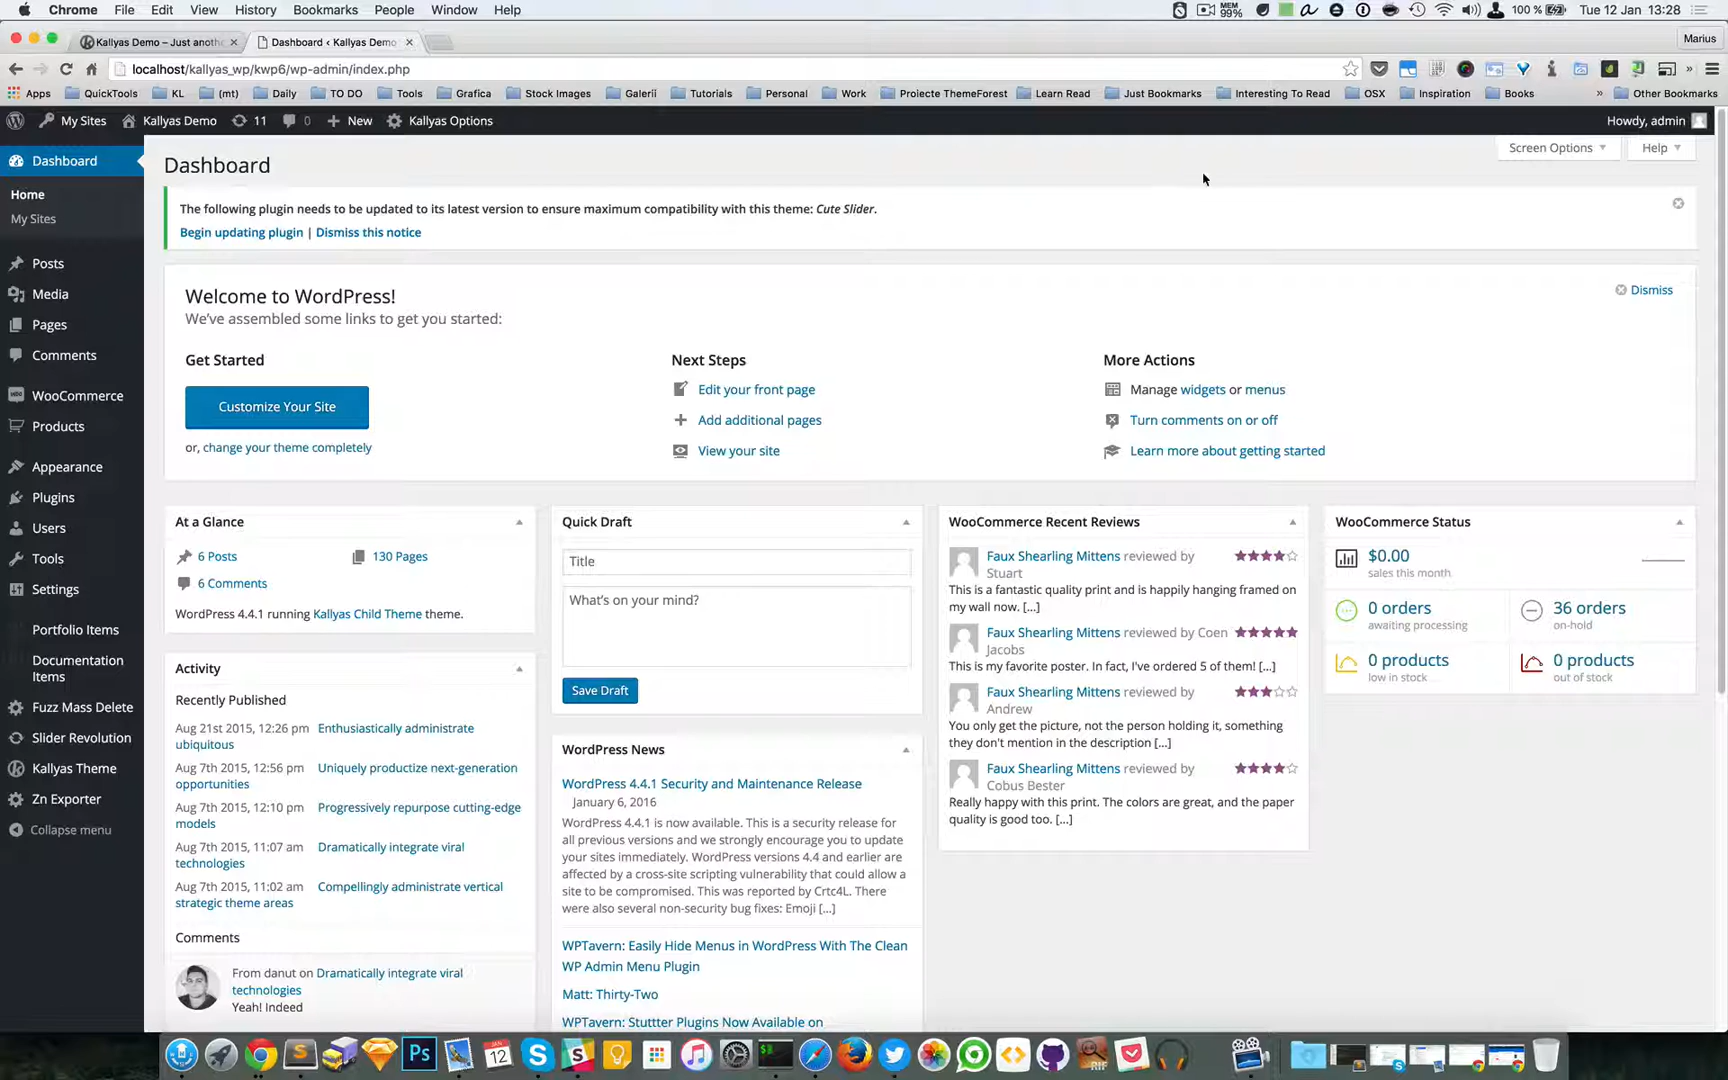 Chrome File Edit View History Bookmarks People Window Help MEM 99% 100 % Tue 12 Jan 13:28
Kallyas Demo – Just anoth Dashboard ‹ Kallyas Demo Marius
localhost/kallyas_wp/kwp6/wp-admin/index.php
Apps QuickTools KL (mt) Daily TO DO Tools Grafica Stock Images Galerii Tutorials Personal Work Proiecte ThemeForest Learn Read Just Bookmarks Interesting To Read OSX Inspiration Books » Other Bookmarks
My Sites Kallyas Demo 11 0 New Kallyas Options Howdy, admin
Dashboard
Home
My Sites
Posts
Media
Pages
Comments
WooCommerce
Products
Appearance
Plugins
Users
Tools
Settings
Portfolio Items
Documentation
Items
Fuzz Mass Delete
Slider Revolution
Kallyas Theme
Zn Exporter
Collapse menu
Screen Options Help
Dashboard
The following plugin needs to be updated to its latest version to ensure maximum compatibility with this theme: Cute Slider.
Begin updating plugin | Dismiss this notice
Welcome to WordPress!
We've assembled some links to get you started:
Dismiss
Get Started
Customize Your Site
or, change your theme completely
Next Steps
Edit your front page
Add additional pages
View your site
More Actions
Manage widgets or menus
Turn comments on or off
Learn more about getting started
At a Glance
6 Posts 130 Pages
6 Comments
WordPress 4.4.1 running Kallyas Child Theme theme.
Activity
Recently Published
Aug 21st 2015, 12:26 pm Enthusiastically administrate
ubiquitous
Aug 7th 2015, 12:56 pm Uniquely productize next-generation
opportunities
Aug 7th 2015, 12:10 pm Progressively repurpose cutting-edge
models
Aug 7th 2015, 11:07 am Dramatically integrate viral
technologies
Aug 7th 2015, 11:02 am Compellingly administrate vertical
strategic theme areas
Comments
From danut on Dramatically integrate viral
technologies
Yeah! Indeed
Quick Draft
Title
What's on your mind?
Save Draft
WordPress News
WordPress 4.4.1 Security and Maintenance Release
January 6, 2016
WordPress 4.4.1 is now available. This is a security release for
all previous versions and we strongly encourage you to update
your sites immediately. WordPress versions 4.4 and earlier are
affected by a cross-site scripting vulnerability that could allow a
site to be compromised. This was reported by Crtc4L. There
were also several non-security bug fixes: Emoji [...]
WPTavern: Easily Hide Menus in WordPress With The Clean
WP Admin Menu Plugin
Matt: Thirty-Two
WPTavern: Stuttter Plugins Now Available on
WooCommerce Recent Reviews
Faux Shearling Mittens reviewed by
Stuart
This is a fantastic quality print and is happily hanging framed on
my wall now. [...]
Faux Shearling Mittens reviewed by Coen
Jacobs
This is my favorite poster. In fact, I've ordered 5 of them! [...]
Faux Shearling Mittens reviewed by
Andrew
You only get the picture, not the person holding it, something
they don't mention in the description [...]
Faux Shearling Mittens reviewed by
Cobus Bester
Really happy with this print. The colors are great, and the paper
quality is good too. [...]
WooCommerce Status
$0.00
sales this month
0 orders
awaiting processing
36 orders
on-hold
0 products
low in stock
0 products
out of stock
Ps JAN 12 RIF